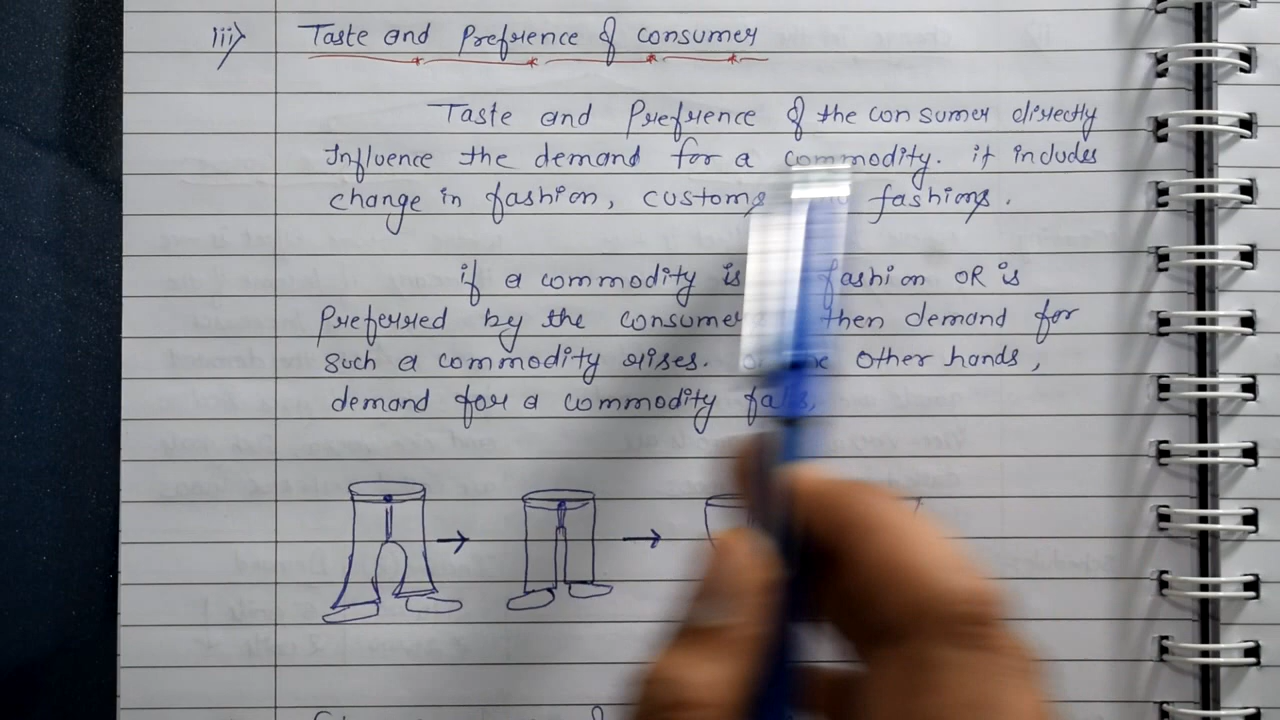 iii) Taste and Prefrence of consumer
Taste and Prefrence of the consumer directly
Influence the demand for a commodity. it includes
change in fashion, customs fashions.
if a commodity is fashion OR is
Preferred by the consumer then demand for
such a commodity rises. other hands,
demand for a commodity falls,